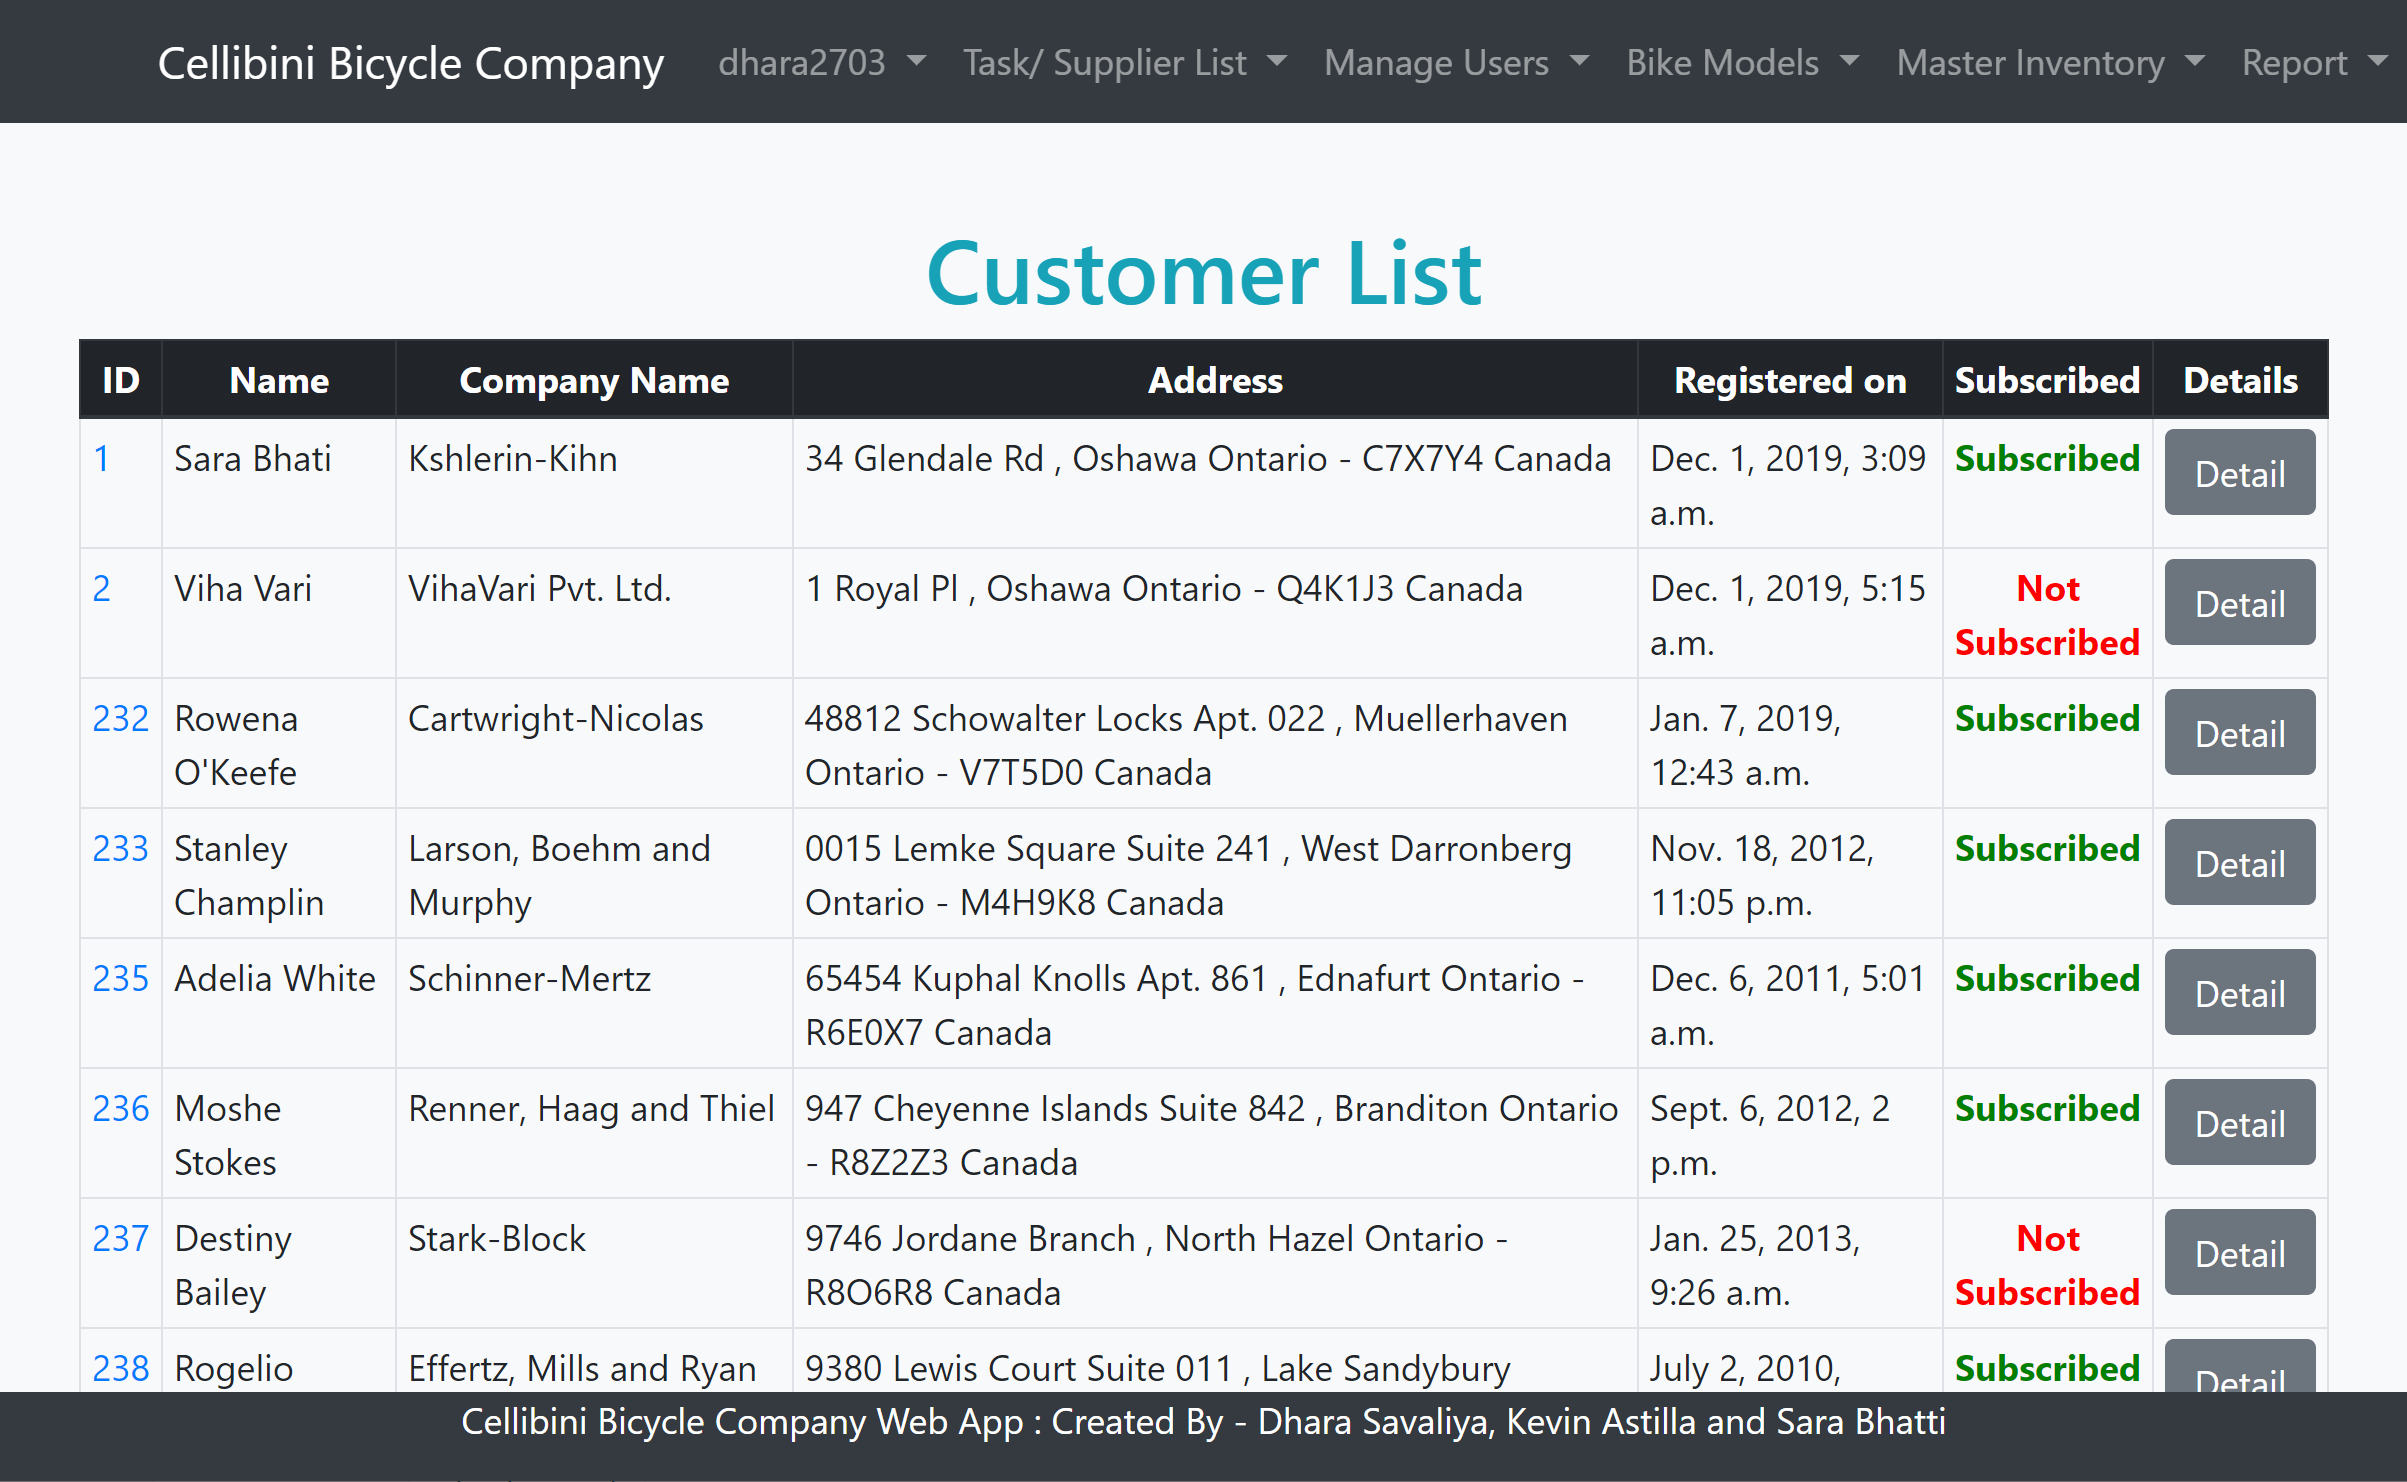 Cellibini Bicycle Company dhara2703 Task/ Supplier List Manage Users Bike Models Master Inventory Report
Customer List
ID Name Company Name Address Registered on Subscribed Details
1 Sara Bhati Kshlerin-Kihn 34 Glendale Rd , Oshawa Ontario - C7X7Y4 Canada Dec. 1, 2019, 3:09 Subscribed Detail
a.m.
2 Viha Vari VihaVari Pvt. Ltd. 1 Royal Pl , Oshawa Ontario - Q4K1J3 Canada Dec. 1, 2019, 5:15 Not Detail
a.m. Subscribed
232 Rowena Cartwright-Nicolas 48812 Schowalter Locks Apt. 022 , Muellerhaven Jan. 7, 2019, Subscribed Detail
O'Keefe Ontario - V7T5D0 Canada 12:43 a.m.
233 Stanley Larson, Boehm and 0015 Lemke Square Suite 241 , West Darronberg Nov. 18, 2012, Subscribed Detail
Champlin Murphy Ontario - M4H9K8 Canada 11:05 p.m.
235 Adelia White Schinner-Mertz 65454 Kuphal Knolls Apt. 861 , Ednafurt Ontario - Dec. 6, 2011, 5:01 Subscribed Detail
R6E0X7 Canada a.m.
236 Moshe Renner, Haag and Thiel 947 Cheyenne Islands Suite 842 , Branditon Ontario Sept. 6, 2012, 2 Subscribed Detail
Stokes - R8Z2Z3 Canada p.m.
237 Destiny Stark-Block 9746 Jordane Branch , North Hazel Ontario - Jan. 25, 2013, Not Detail
Bailey R8O6R8 Canada 9:26 a.m. Subscribed
238 Rogelio Effertz, Mills and Ryan 9380 Lewis Court Suite 011 , Lake Sandybury July 2, 2010, Subscribed Detail
Cellibini Bicycle Company Web App : Created By - Dhara Savaliya, Kevin Astilla and Sara Bhatti